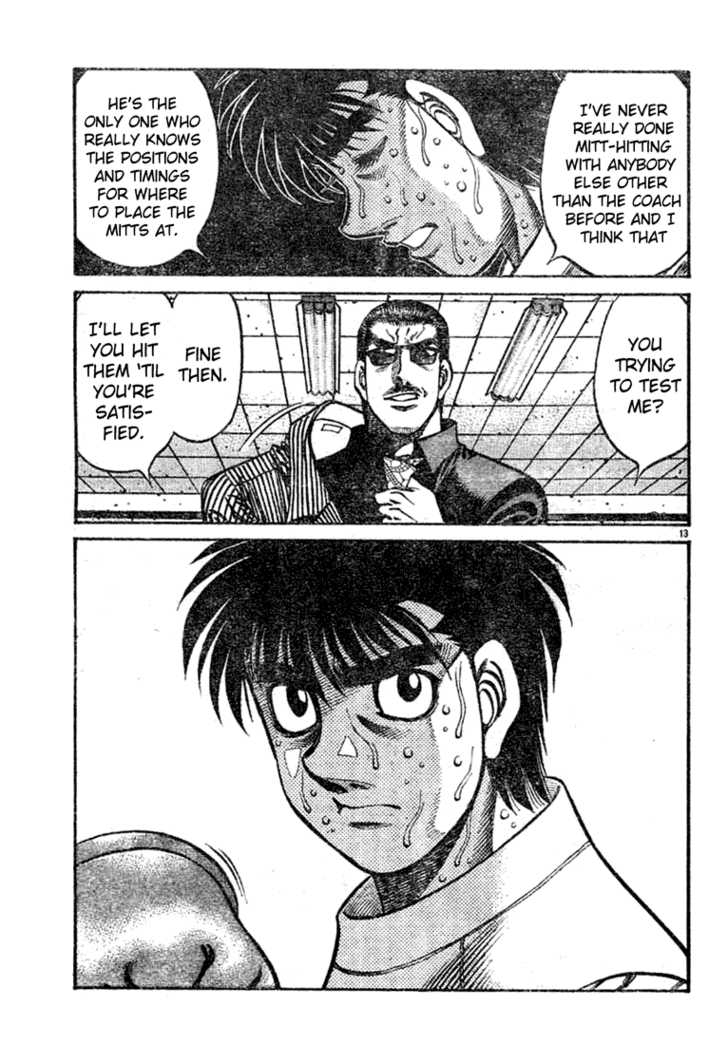 I'VE NEVER
REALLY DONE
MITT-HITTING
WITH ANYBODY
ELSE OTHER
THAN THE COACH
BEFORE AND I
THINK THAT
HE'S THE
ONLY ONE WHO
REALLY KNOWS
THE POSITIONS
AND TIMINGS
FOR WHERE
TO PLACE THE
MITTS AT.
YOU
TRYING
TO TEST
ME?
FINE
THEN.
I'LL LET
YOU HIT
THEM 'TIL
YOU'RE
SATIS-
FIED.
13